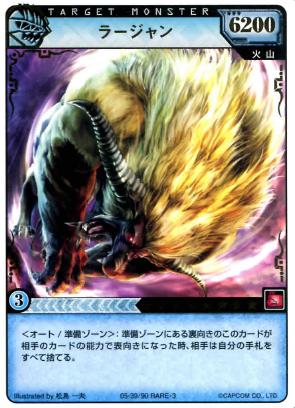 TARGET MONSTER
6200
ラージャン
火山
3
<オート / 準備ゾーン>：準備ゾーンにある裏向きのこのカードが
相手のカードの能力で表向きになった時、相手は自分の手札を
すべて捨てる。
Illustrated by 松島 一夫
05-39/90 RARE-3
©CAPCOM CO., LTD.